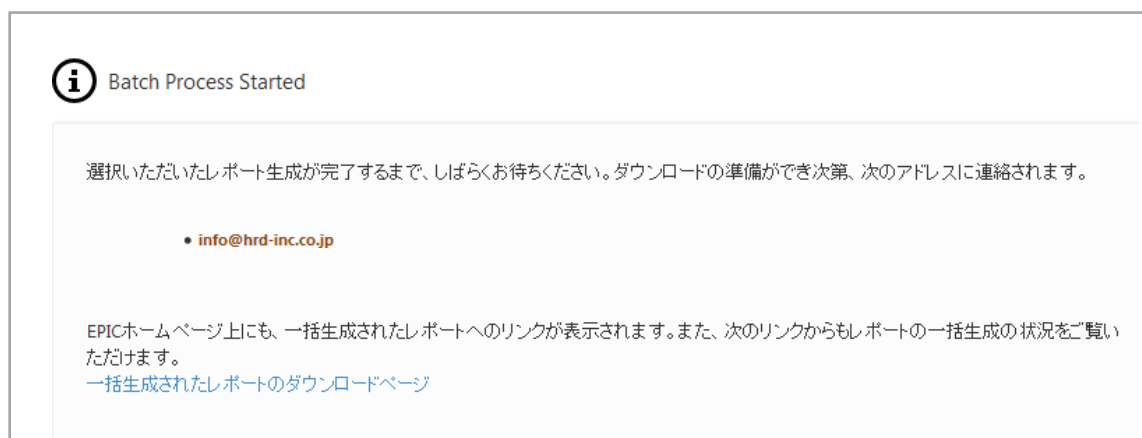 Batch Process Started
選択いただいたレポート生成が完了するまで、しばらくお待ちください。ダウンロードの準備ができ次第、次のアドレスに連絡されます。
• info@hrd-inc.co.jp
EPICホームページ上にも、一括生成されたレポートへのリンクが表示されます。また、次のリンクからもレポートの一括生成の状況をご覧い
ただけます。
一括生成されたレポートのダウンロードページ